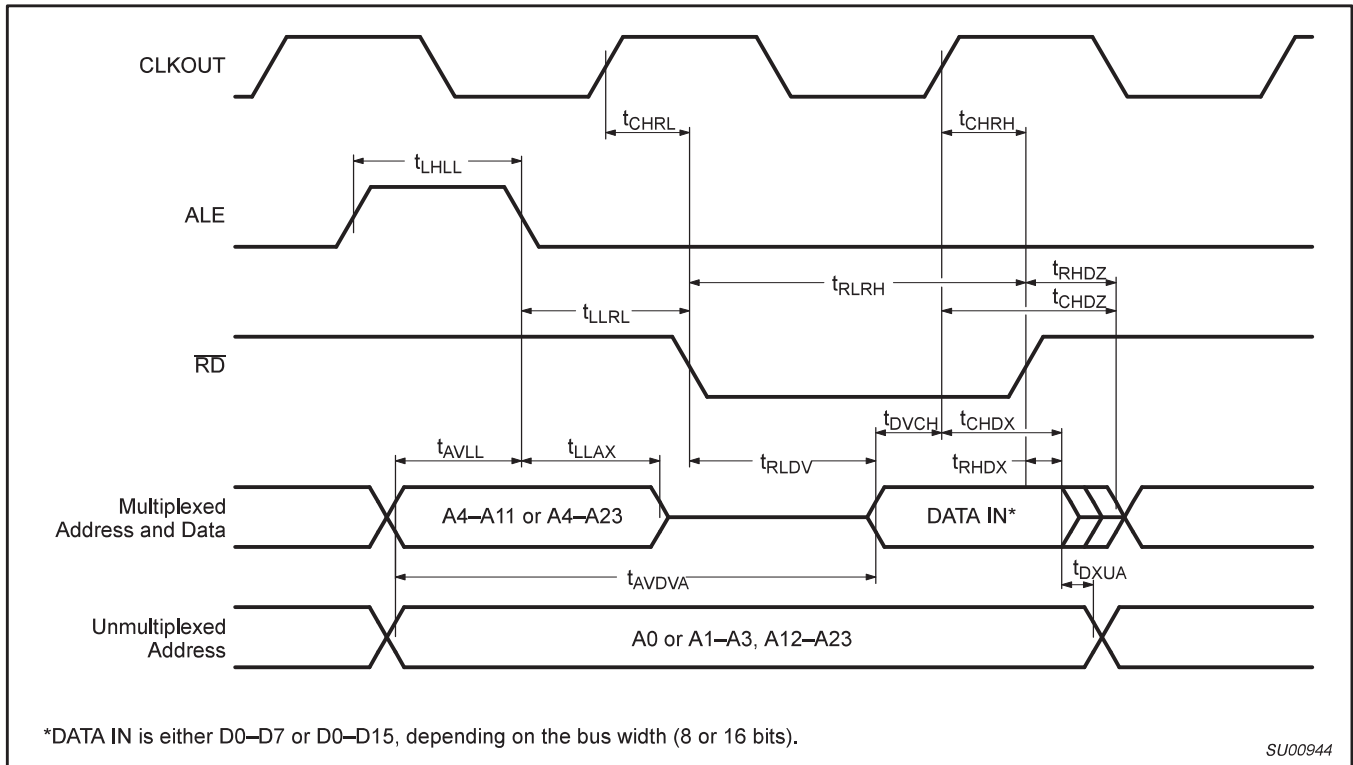 CLKOUT
tCHRL
tCHRH
tLHLL
ALE
tRHDZ
tRLRH
tCHDZ
tLLRL
RD
tDVCH
tCHDX
tAVLL
tLLAX
tRLDV
tRHDX
Multiplexed
Address and Data
A4–A11 or A4–A23
DATA IN*
tAVDVA
tDXUA
Unmultiplexed
Address
A0 or A1–A3, A12–A23
*DATA IN is either D0–D7 or D0–D15, depending on the bus width (8 or 16 bits).
SU00944